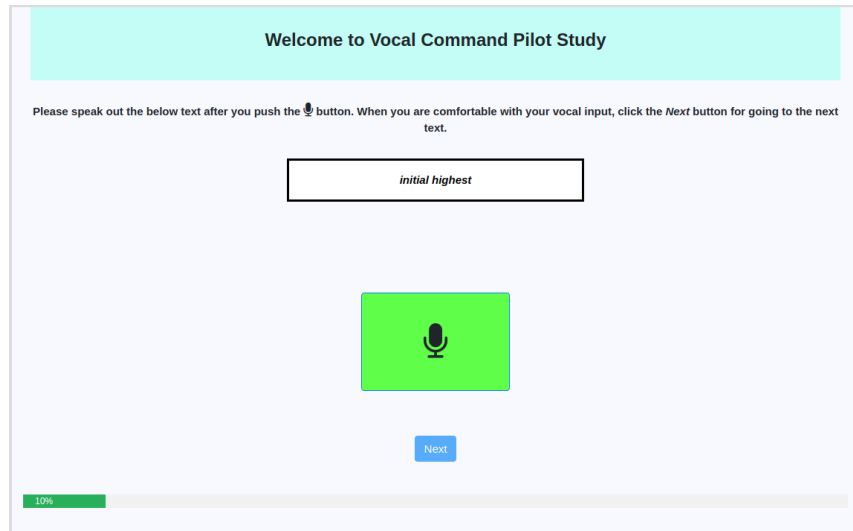 Welcome to Vocal Command Pilot Study
Please speak out the below text after you push the button. When you are comfortable with your vocal input, click the Next button for going to the next
text.
initial highest
Next
10%